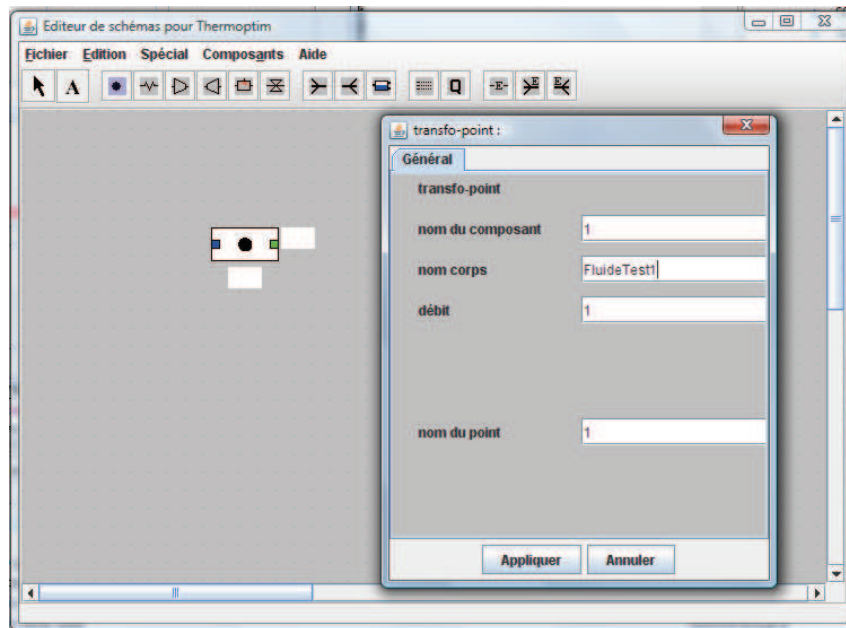 Editeur de schémas pour Thermoptim
Fichier Edition Spécial Composants Aide
A Q -E- E E
transfo-point :
Général
transfo-point
nom du composant 1
nom corps FluideTest1
débit 1
nom du point 1
Appliquer Annuler